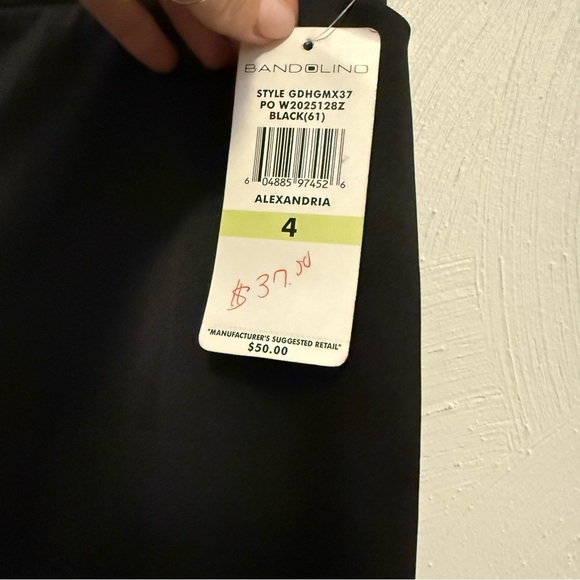 BANDOLINO
STYLE GDHGMX37
PO W2025128Z
BLACK(61)
6 04885 97452 6
ALEXANDRIA
4
$37.00
"MANUFACTURER'S SUGGESTED RETAIL"
$50.00